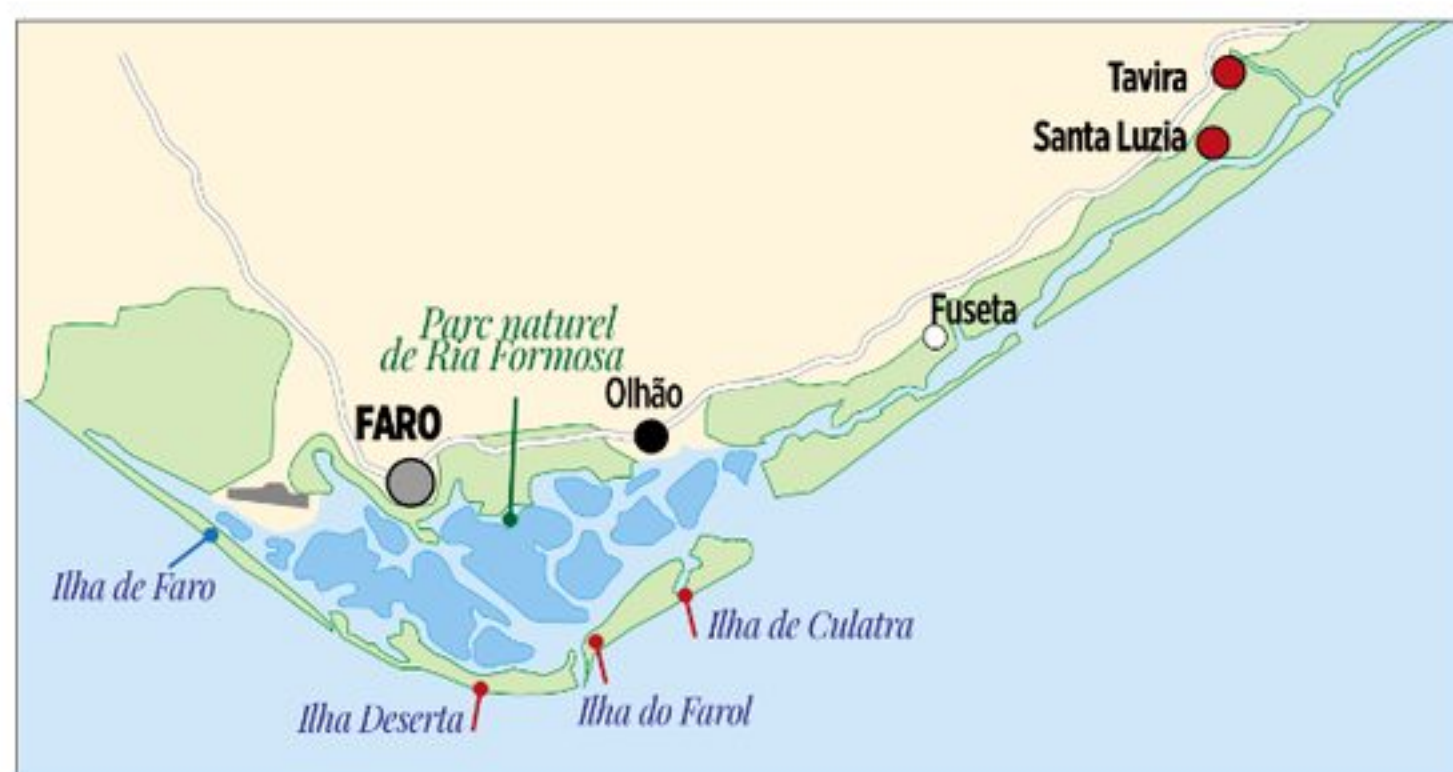 Tavira
Santa Luzia
Fuseta
Parc naturel
de Ria Formosa
Olhão
FARO
Ilha de Faro
Ilha de Culatra
Ilha do Farol
Ilha Deserta